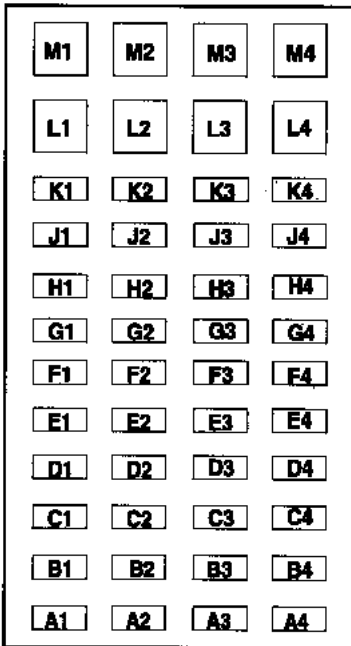 M1 M2 M3 M4
L1 L2 L3 L4
K1 K2 K3 K4
J1 J2 J3 J4
H1 H2 H3 H4
G1 G2 G3 G4
F1 F2 F3 F4
E1 E2 E3 E4
D1 D2 D3 D4
C1 C2 C3 C4
B1 B2 B3 B4
A1 A2 A3 A4